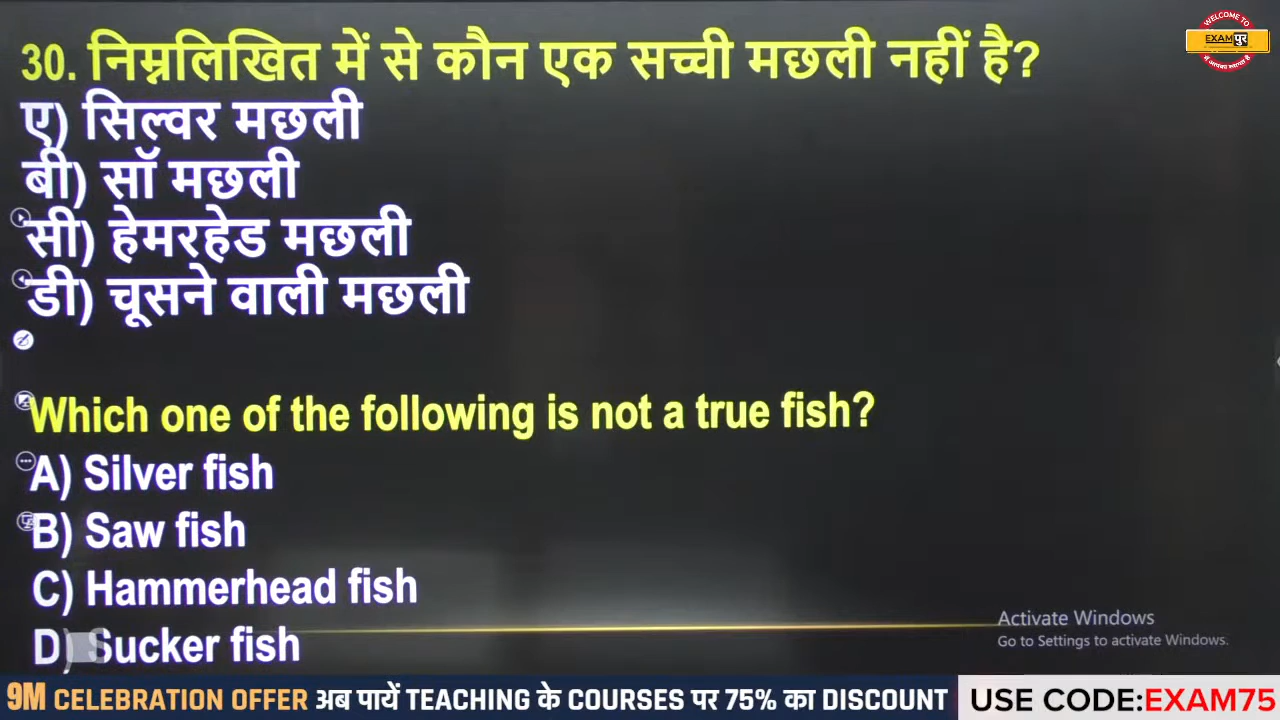 WELCOME TO
EXAM पुर
30. निम्नलिखित में से कौन एक सच्ची मछली नहीं है?
ए) सिल्वर मछली
बी) सॉ मछली
सी) हेमरहेड मछली
डी) चूसने वाली मछली
Which one of the following is not a true fish?
A) Silver fish
B) Saw fish
C) Hammerhead fish
D) Sucker fish
Activate Windows
Go to Settings to activate Windows.
9M CELEBRATION OFFER अब पायें TEACHING के COURSES पर 75% का DISCOUNT
USE CODE:EXAM75